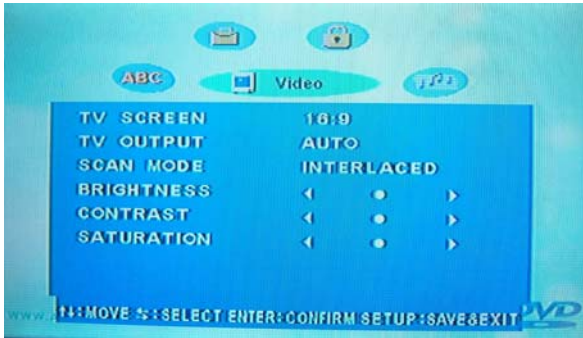 ABC Video
TV SCREEN 16:9
TV OUTPUT AUTO
SCAN MODE INTERLACED
BRIGHTNESS
CONTRAST
SATURATION
↑↓:MOVE ⇆:SELECT ENTER:CONFIRM SETUP:SAVE&EXIT
www.
DVD